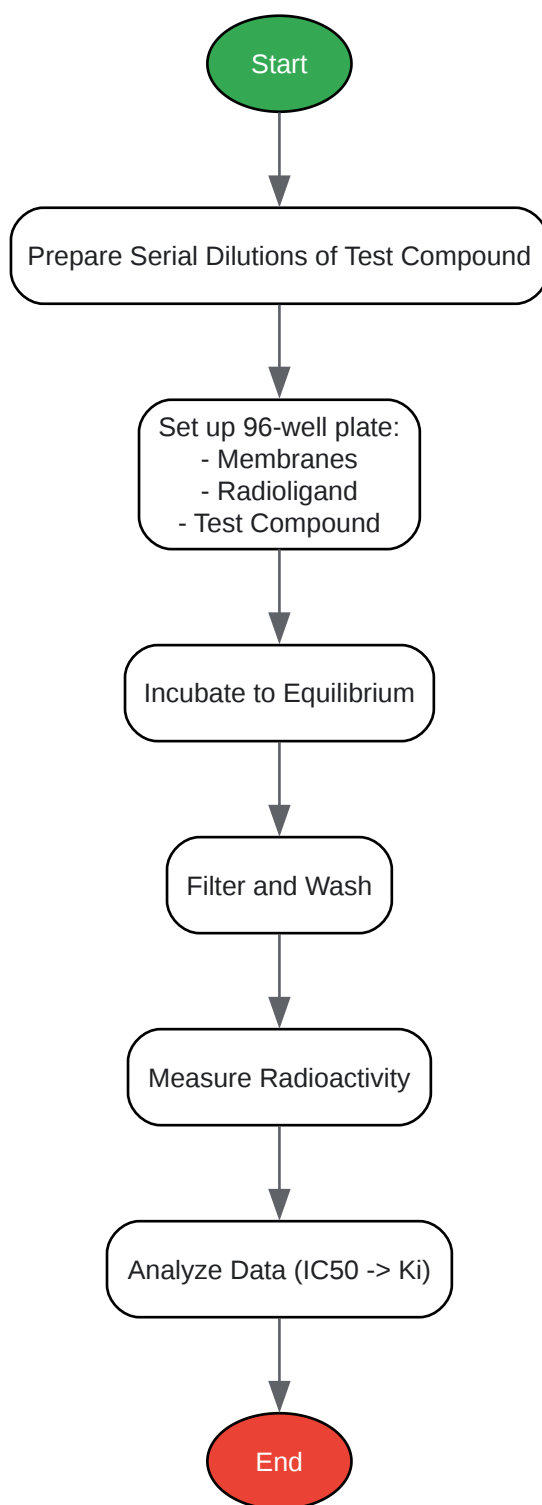 Start
Prepare Serial Dilutions of Test Compound
Set up 96-well plate:
- Membranes
- Radioligand
- Test Compound
Incubate to Equilibrium
Filter and Wash
Measure Radioactivity
Analyze Data (IC50 -> Ki)
End